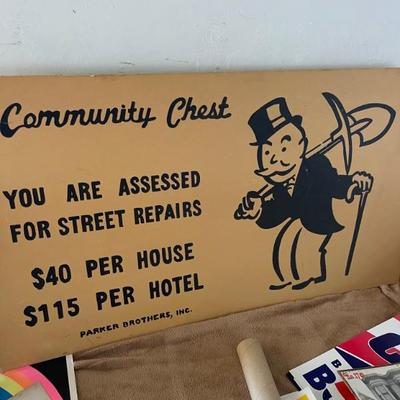 Community Chest
YOU ARE ASSESSED
FOR STREET REPAIRS
$40 PER HOUSE
$115 PER HOTEL
PARKER BROTHERS, INC.